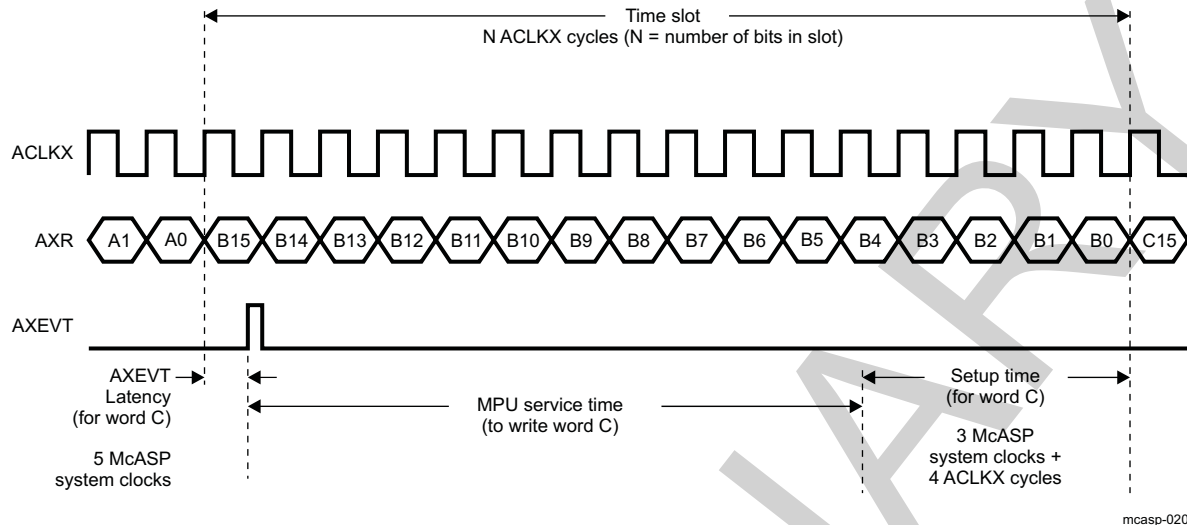 Time slot
N ACLKX cycles (N = number of bits in slot)
ACLKX
AXR
A1 A0 B15 B14 B13 B12 B11 B10 B9 B8 B7 B6 B5 B4 B3 B2 B1 B0 C15
AXEVT
AXEVT
Latency
(for word C)
5 McASP
system clocks
MPU service time
(to write word C)
Setup time
(for word C)
3 McASP
system clocks +
4 ACLKX cycles
mcasp-020